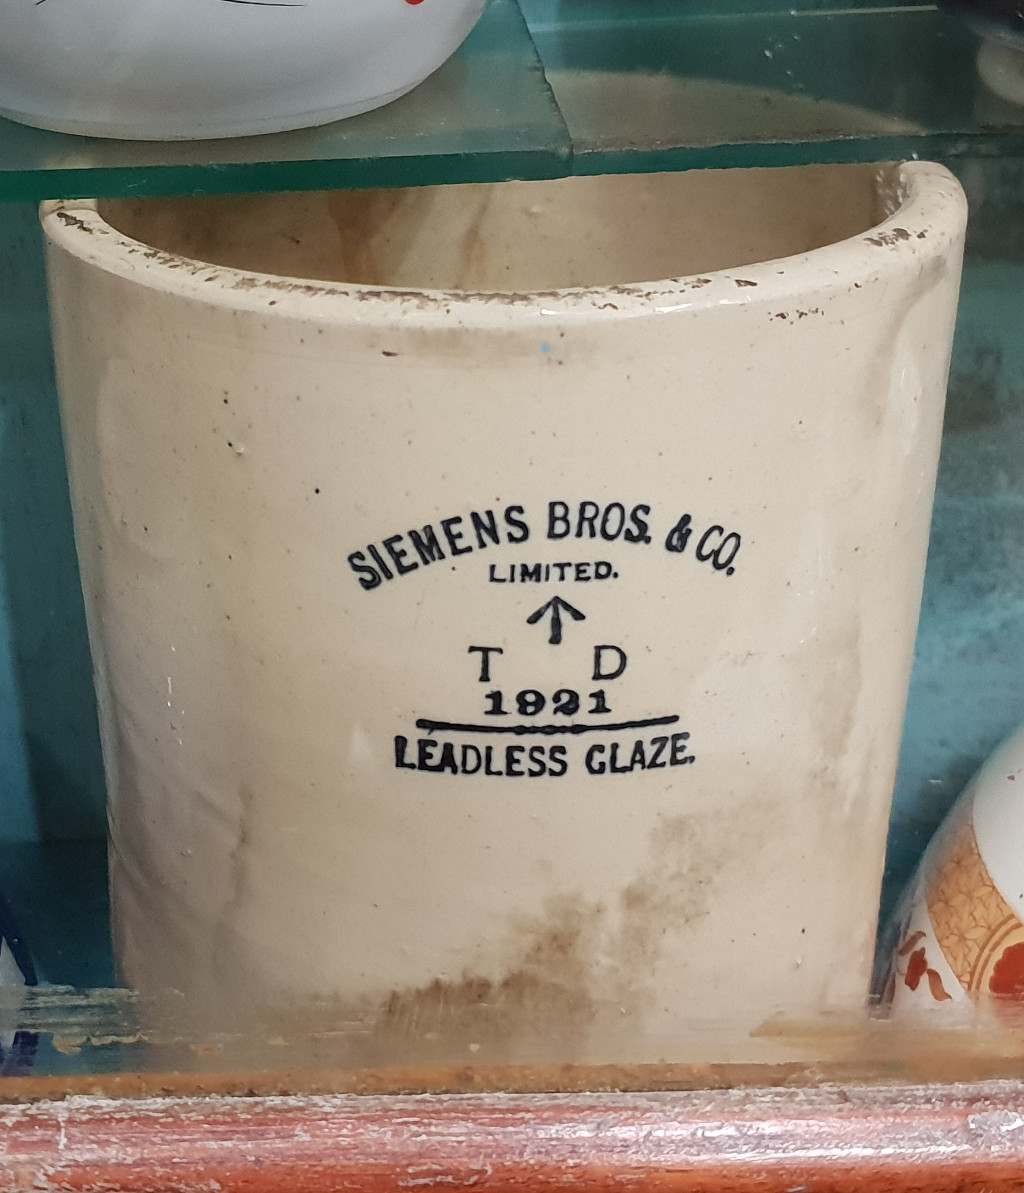 SIEMENS BROS. & CO.
LIMITED.
T D
1921
LEADLESS GLAZE.